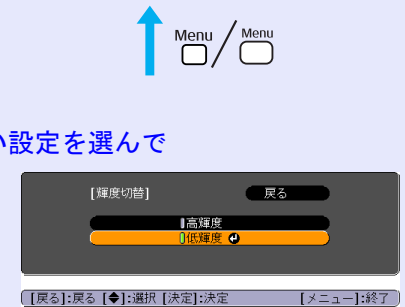 Menu Menu
い設定を選んで
[輝度切替] 戻る
高輝度
低輝度
[戻る]:戻る [◆]:選択 [決定]:決定 [メニュー]:終了